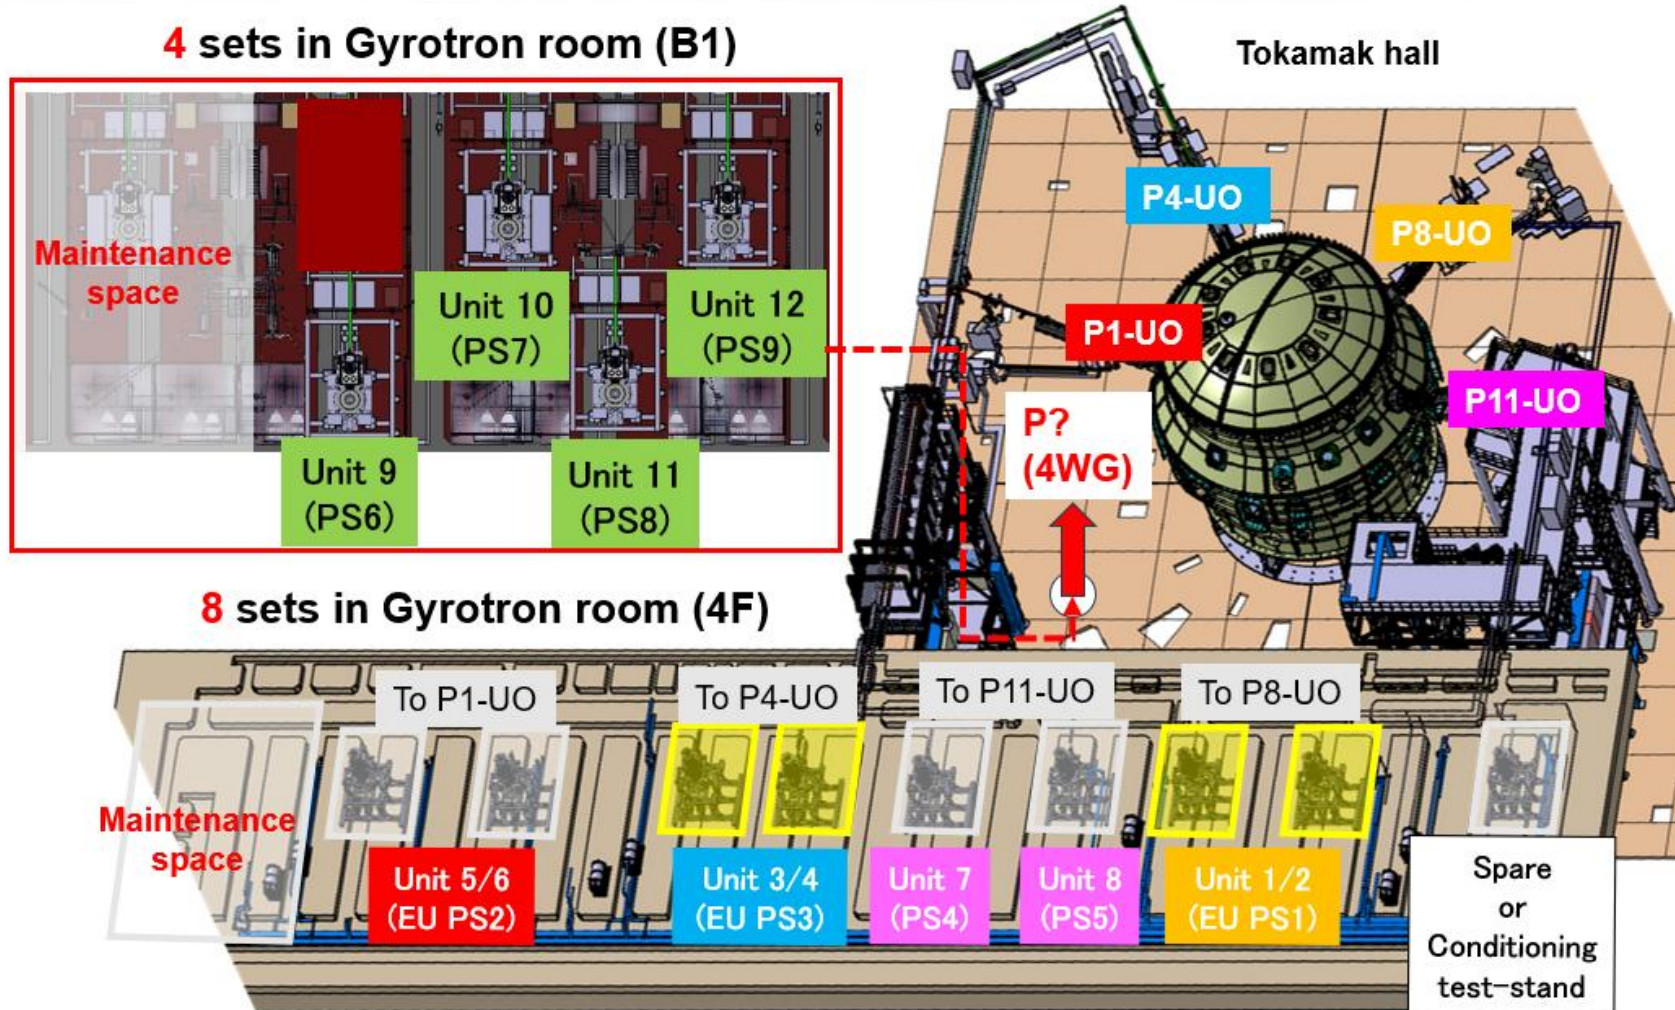 4 sets in Gyrotron room (B1)
Tokamak hall
Maintenance
space
Unit 10
(PS7)
Unit 12
(PS9)
Unit 9
(PS6)
Unit 11
(PS8)
P4-UO
P8-UO
P1-UO
P11-UO
P?
(4WG)
8 sets in Gyrotron room (4F)
To P1-UO
To P4-UO
To P11-UO
To P8-UO
Maintenance
space
Unit 5/6
(EU PS2)
Unit 3/4
(EU PS3)
Unit 7
(PS4)
Unit 8
(PS5)
Unit 1/2
(EU PS1)
Spare
or
Conditioning
test-stand